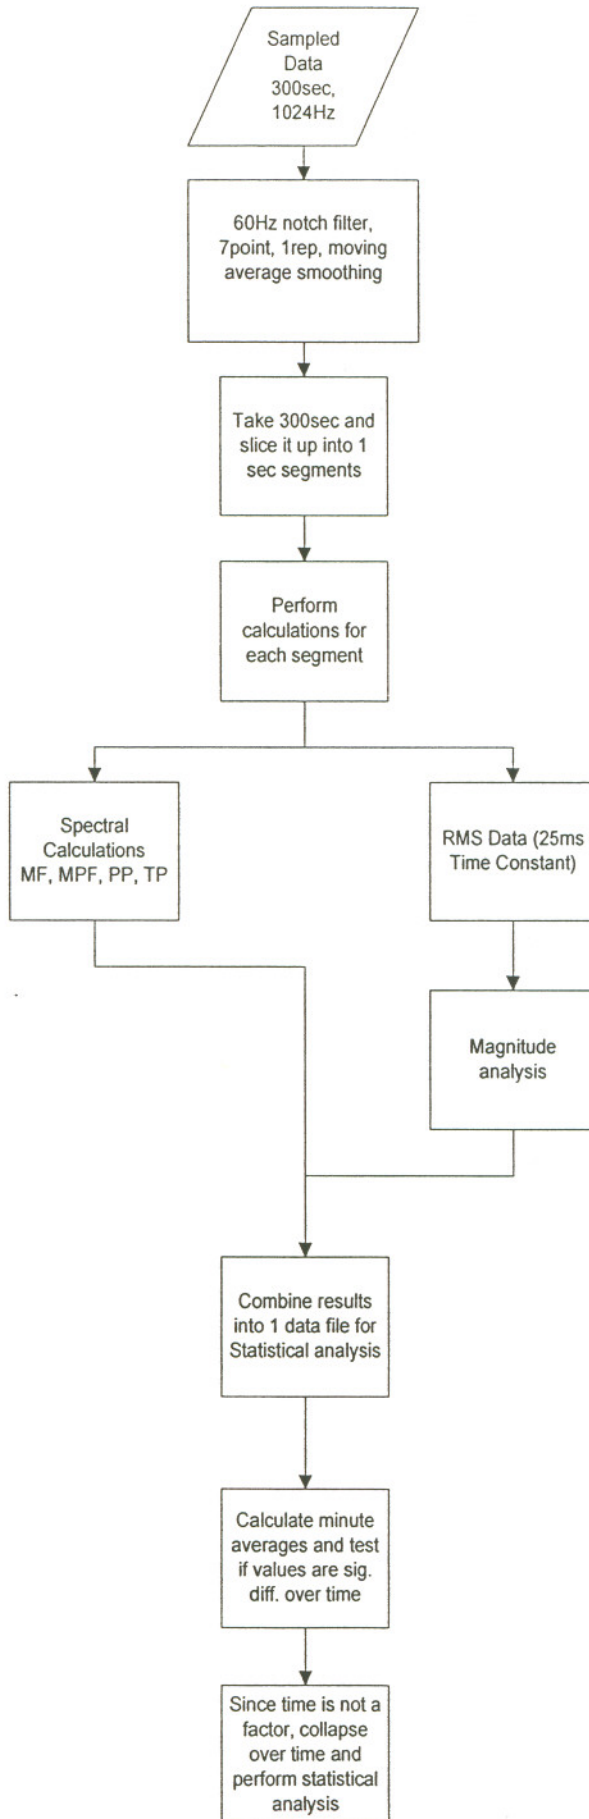 Sampled
Data
300sec,
1024Hz
60Hz notch filter,
7point, 1rep, moving
average smoothing
Take 300sec and
slice it up into 1
sec segments
Perform
calculations for
each segment
Spectral
Calculations
MF, MPF, PP, TP
RMS Data (25ms
Time Constant)
Magnitude
analysis
Combine results
into 1 data file for
Statistical analysis
Calculate minute
averages and test
if values are sig.
diff. over time
Since time is not a
factor, collapse
over time and
perform statistical
analysis